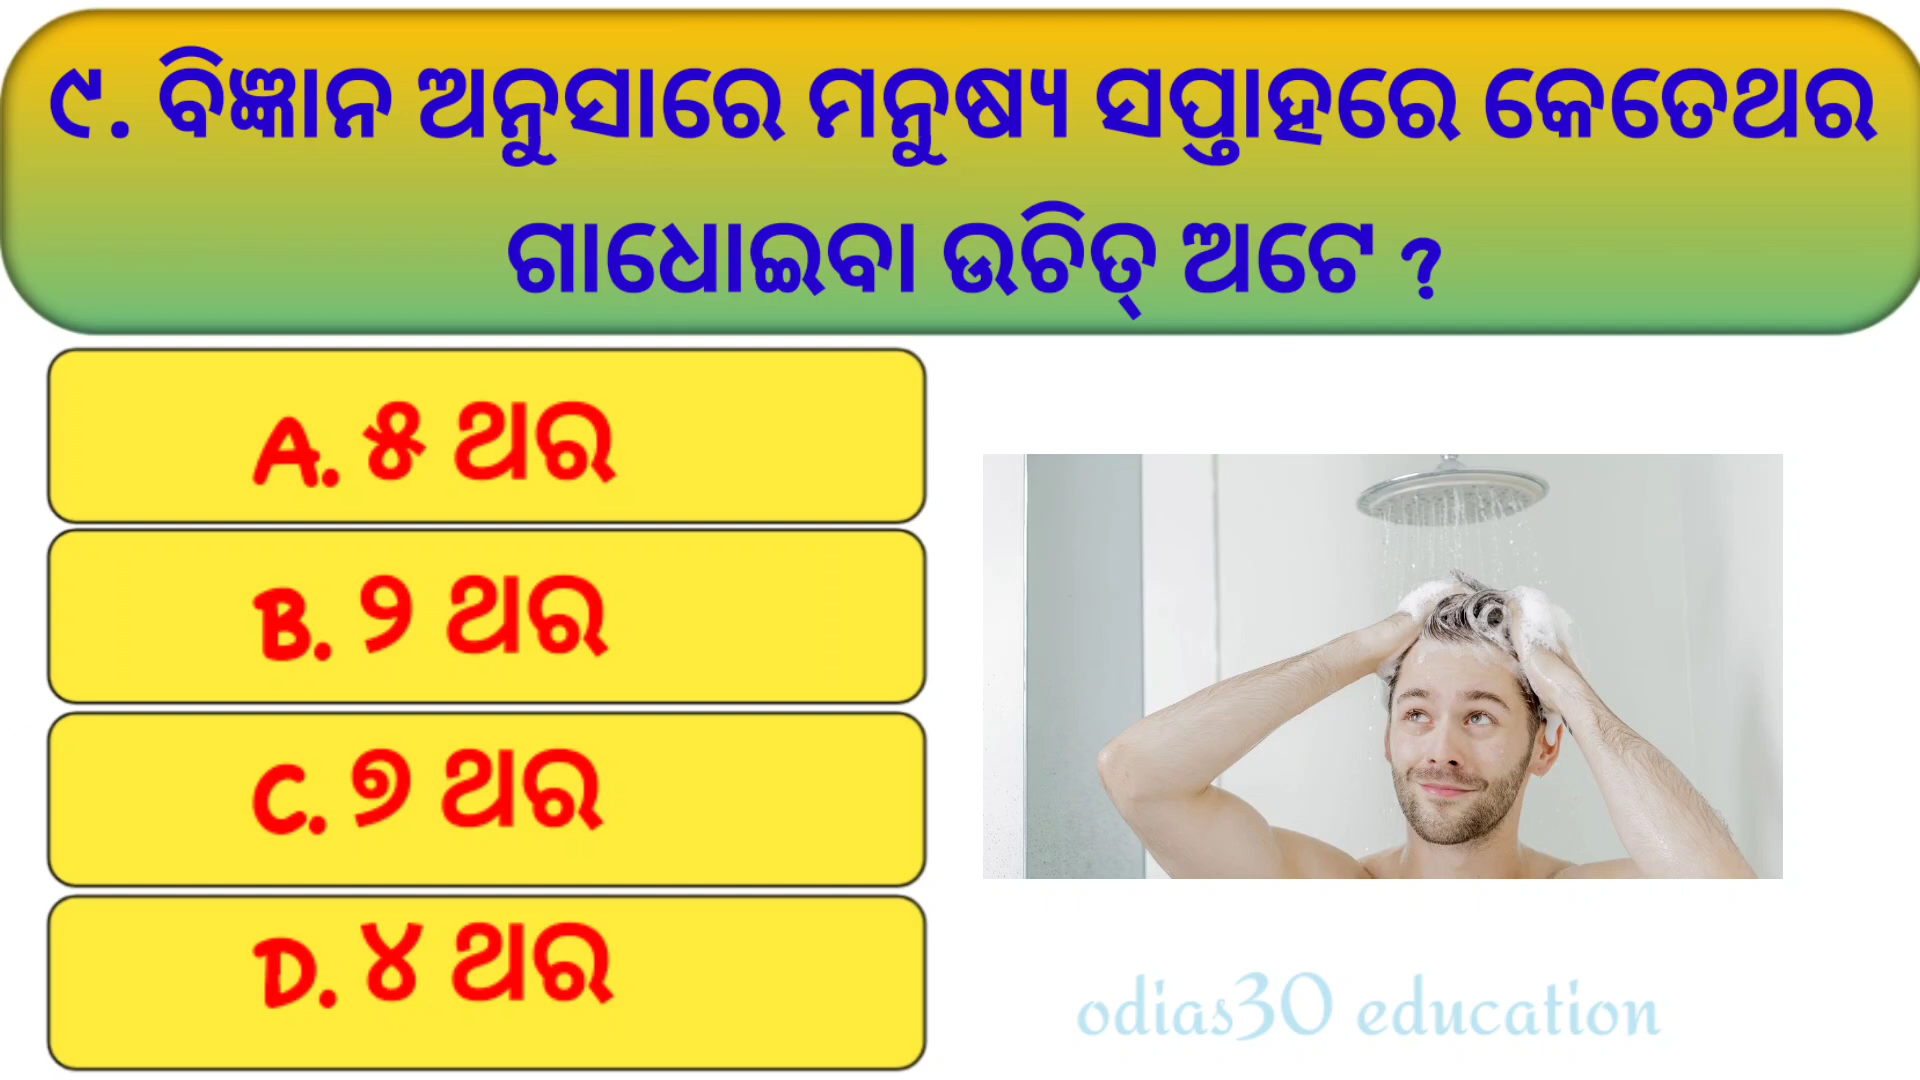 ୯. ବିଜ୍ଞାନ ଅନୁସାରେ ମନୁଷ୍ୟ ସପ୍ତାହରେ କେତେଥର
ଗାଧୋଇବା ଉଚିତ୍ ଅଟେ ?
A. ୫ ଥର
B. ୨ ଥର
C. ୭ ଥର
D. ୪ ଥର
odias30 education